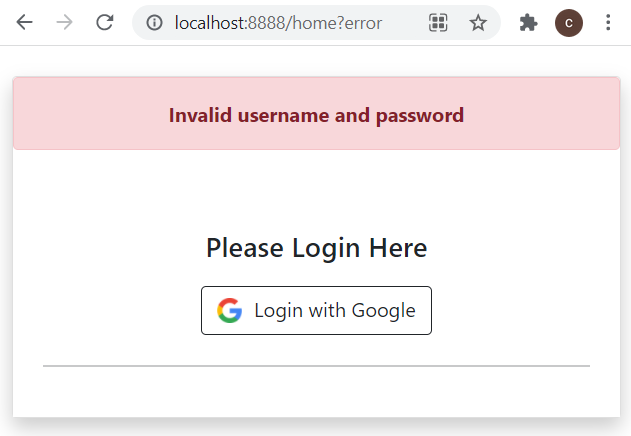 localhost:8888/home?error
c
Invalid username and password
Please Login Here
G Login with Google